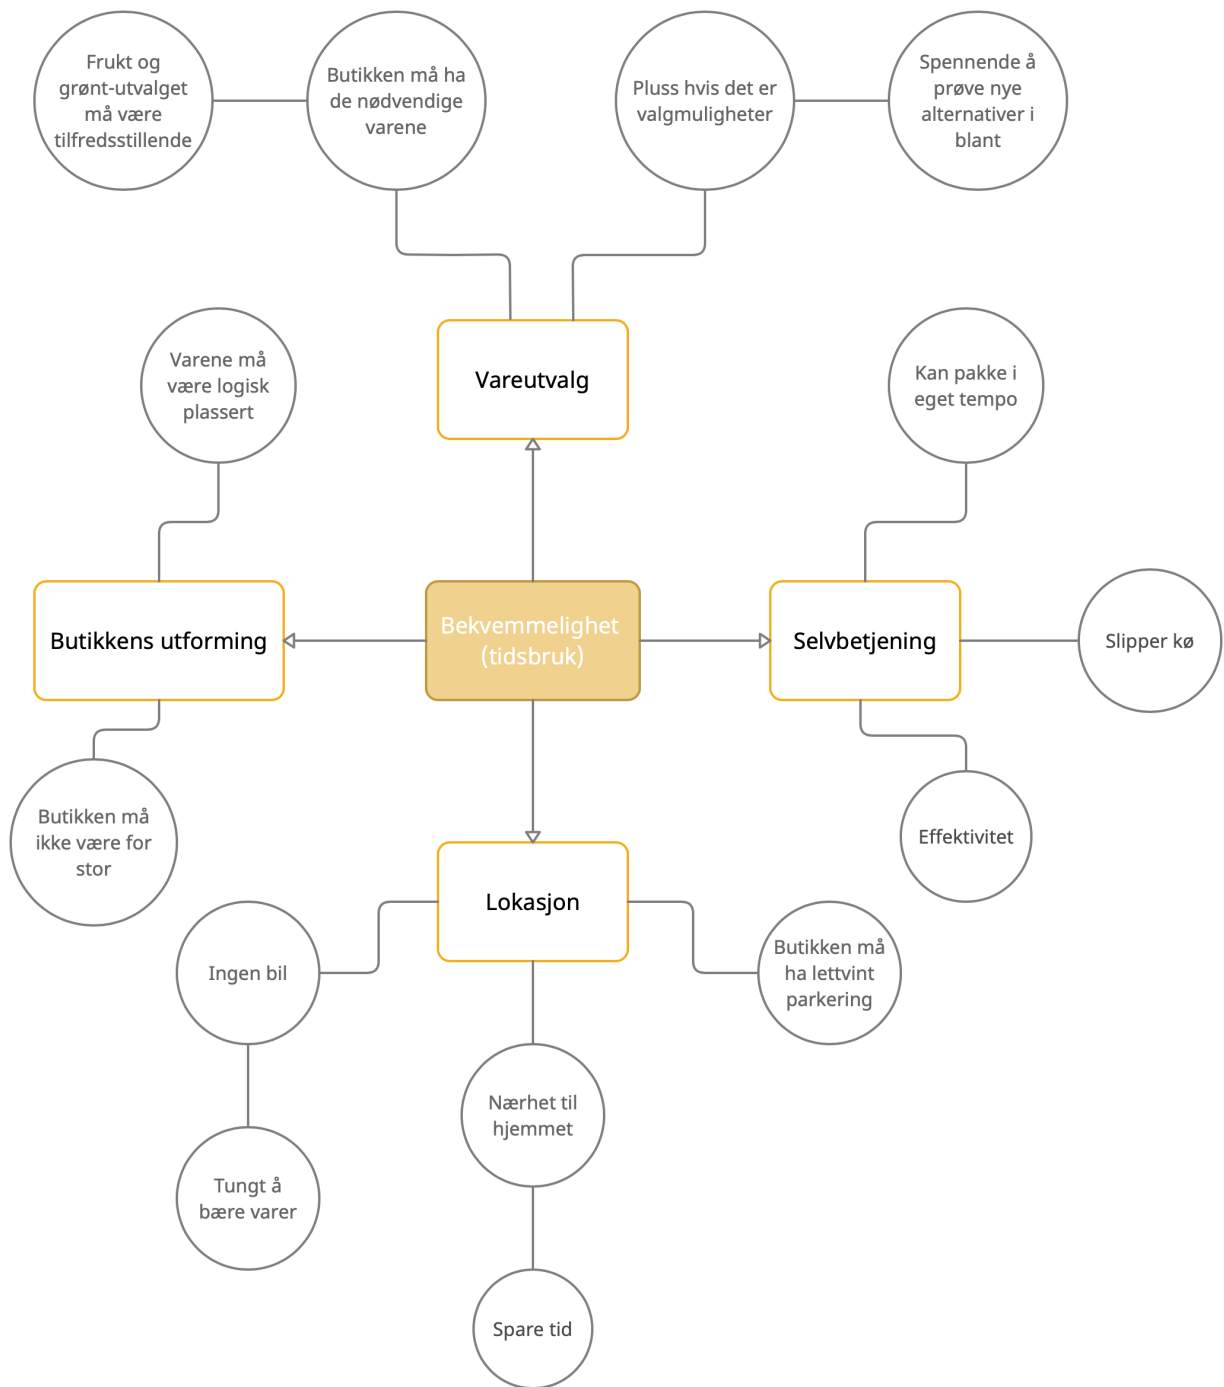 Frukt og
grønt-utvalget
må være
tilfredsstillende
Butikken må ha
de nødvendige
varene
Pluss hvis det er
valgmuligheter
Spennende å
prøve nye
alternativer i
blant
Varene må
være logisk
plassert
Vareutvalg
Kan pakke i
eget tempo
Butikkens utforming
Bekvemmelighet
(tidsbruk)
Selvbetjening
Slipper kø
Butikken må
ikke være for
stor
Effektivitet
Lokasjon
Ingen bil
Butikken må
ha lettvint
parkering
Nærhet til
hjemmet
Tungt å
bære varer
Spare tid